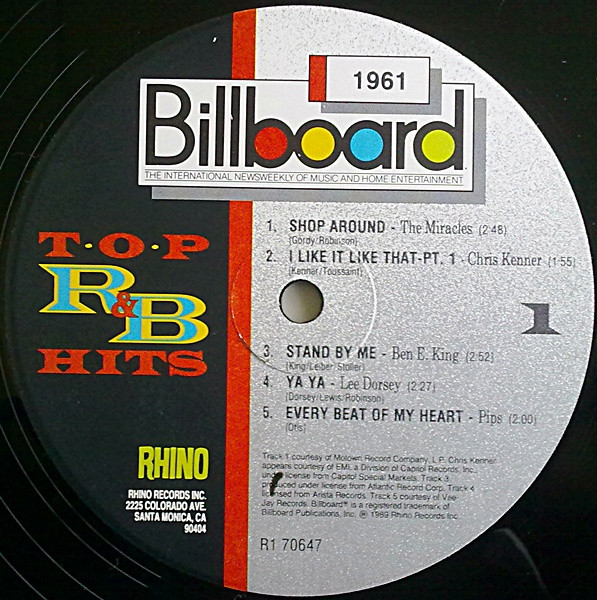 1961
Billboard
THE INTERNATIONAL NEWSWEEKLY OF MUSIC AND HOME ENTERTAINMENT
T·O·P
R&B
HITS
1. SHOP AROUND - The Miracles (2:48)
(Gordy/Robinson)
2. I LIKE IT LIKE THAT-PT. 1 - Chris Kenner (1:55)
(Kenner/Toussaint)
1
3. STAND BY ME - Ben E. King (2:52)
(King/Leiber/Stoller)
4. YA YA - Lee Dorsey (2:27)
(Dorsey/Lewis/Robinson)
5. EVERY BEAT OF MY HEART - Pips (2:00)
(Otis)
RHINO
RHINO RECORDS INC.
2225 COLORADO AVE.
SANTA MONICA, CA
90404
Track 1 courtesy of Motown Record Company, L.P. Chris Kenner
appears courtesy of EMI, a Division of Capitol Records, Inc.
under license from Capitol Special Markets. Track 3
produced under license from Atlantic Record Corp. Track 4
licensed from Arista Records. Track 5 courtesy of Vee-
Jay Records. Billboard® is a registered trademark of
Billboard Publications, Inc. ℗ 1989 Rhino Records Inc.
R1 70647